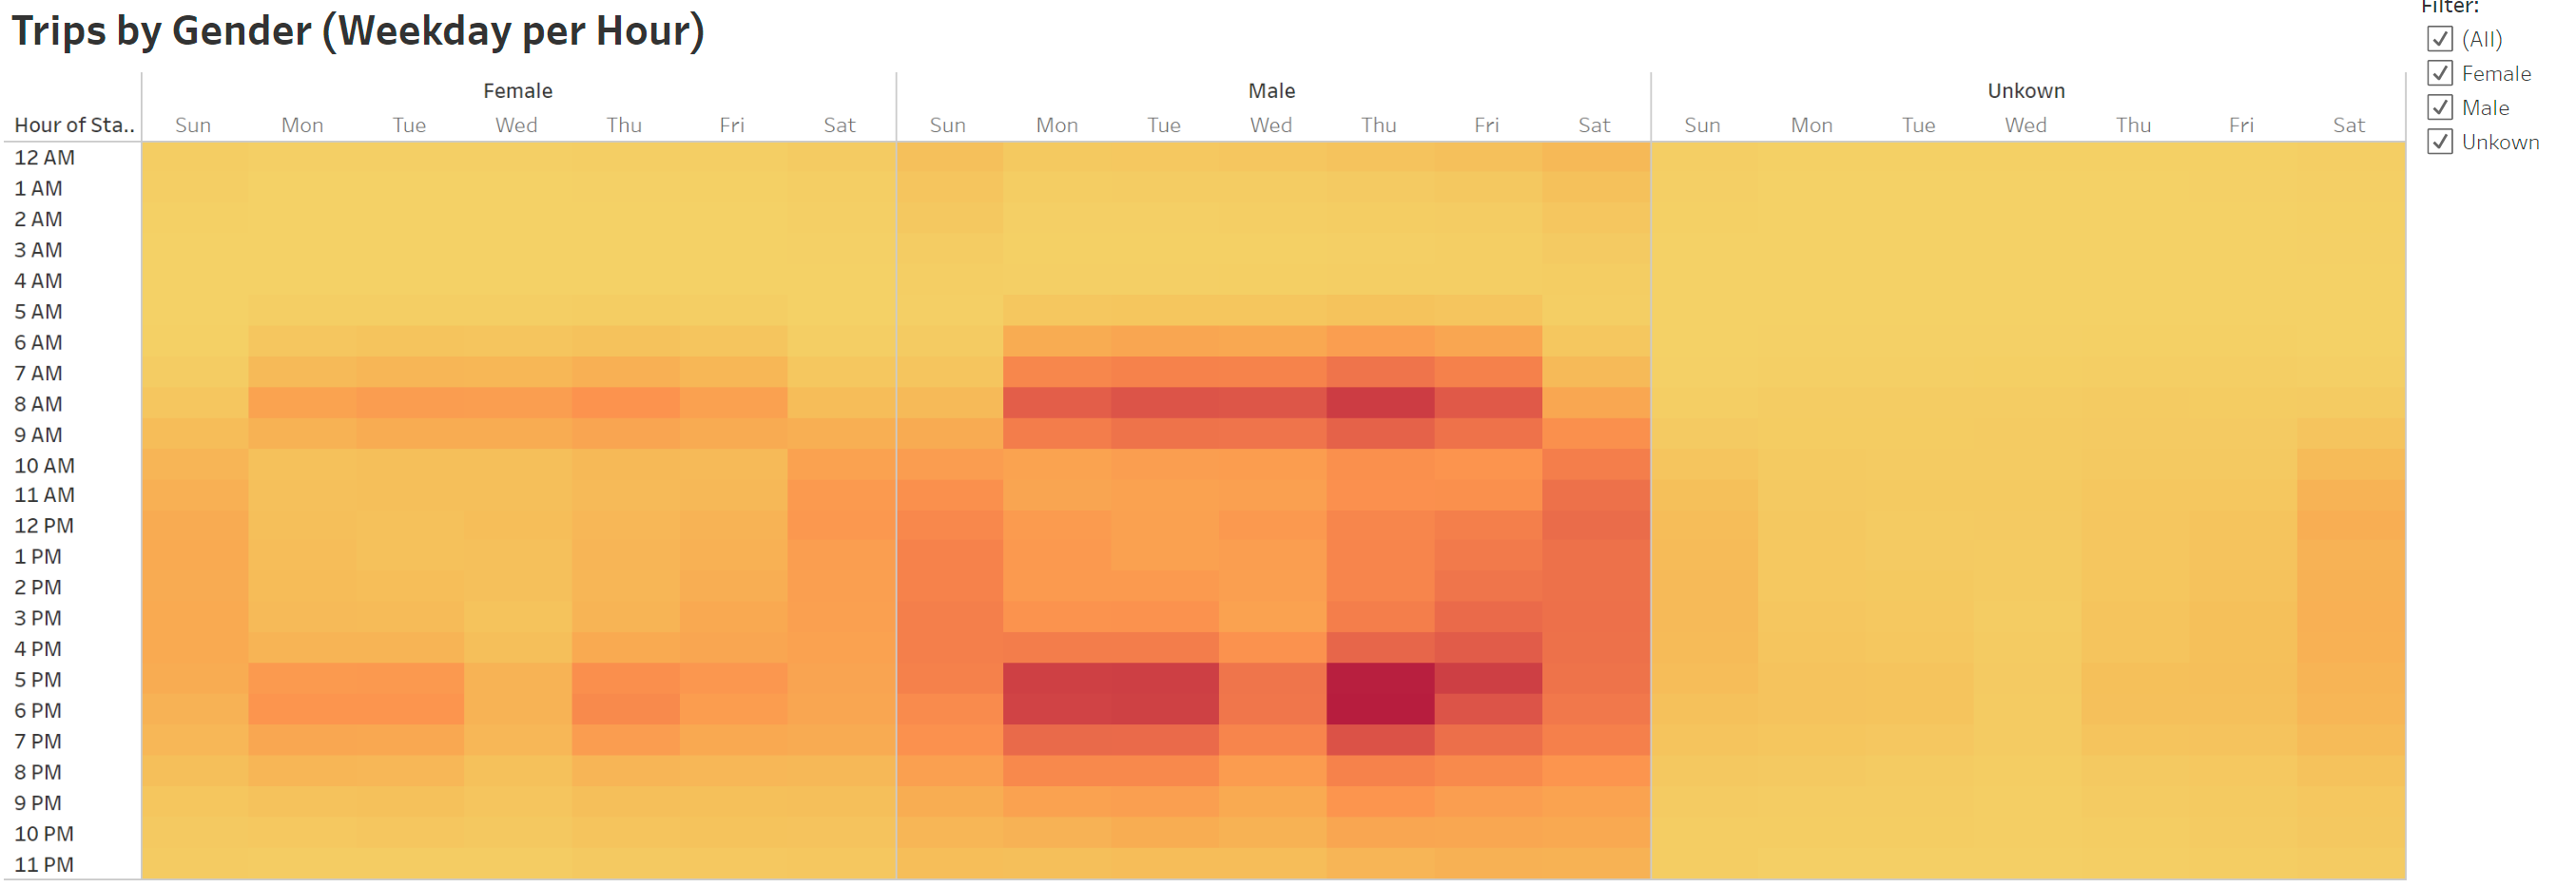 Trips by Gender (Weekday per Hour)
Filter:
(All)
Female
Male
Unkown
Female Male Unkown
Hour of Sta.. Sun Mon Tue Wed Thu Fri Sat Sun Mon Tue Wed Thu Fri Sat Sun Mon Tue Wed Thu Fri Sat
12 AM
1 AM
2 AM
3 AM
4 AM
5 AM
6 AM
7 AM
8 AM
9 AM
10 AM
11 AM
12 PM
1 PM
2 PM
3 PM
4 PM
5 PM
6 PM
7 PM
8 PM
9 PM
10 PM
11 PM